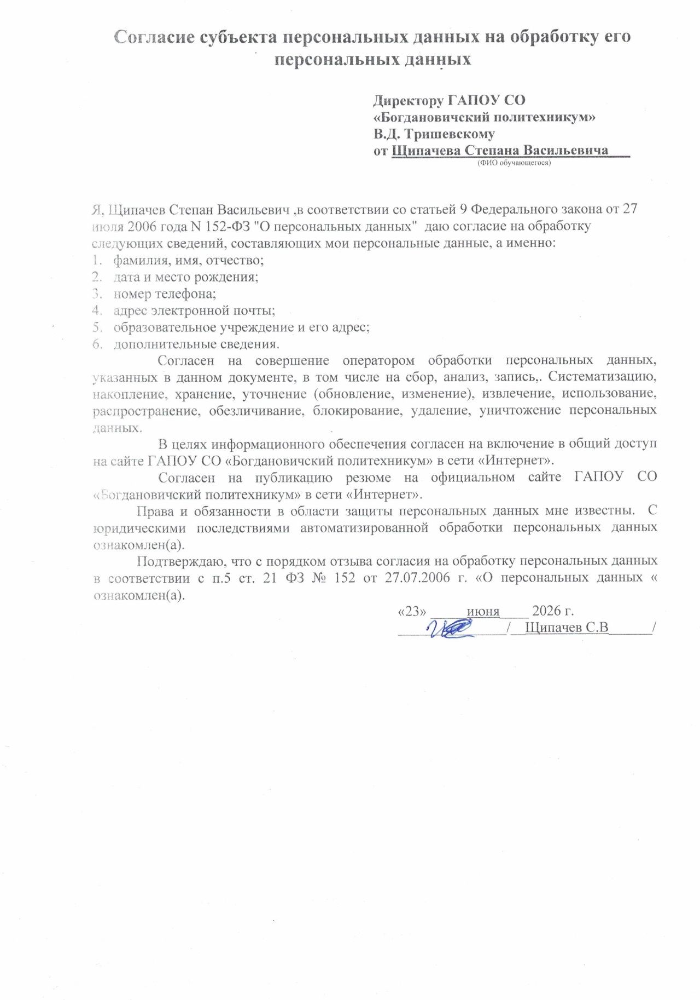 Согласие субъекта персональных данных на обработку его
персональных данных
Директору ГАПОУ СО
«Богдановичский политехникум»
В.Д. Тришевскому
от Щипачева Степана Васильевича___
(ФИО обучающегося)
Я, Щипачев Степан Васильевич ,в соответствии со статьей 9 Федерального закона от 27
июля 2006 года N 152-ФЗ "О персональных данных"  даю согласие на обработку
следующих сведений, составляющих мои персональные данные, а именно:
1. фамилия, имя, отчество;
2. дата и место рождения;
3. номер телефона;
4. адрес электронной почты;
5. образовательное учреждение и его адрес;
6. дополнительные сведения.
Согласен на совершение оператором обработки персональных данных,
указанных в данном документе, в том числе на сбор, анализ, запись,. Систематизацию,
накопление, хранение, уточнение (обновление, изменение), извлечение, использование,
распространение, обезличивание, блокирование, удаление, уничтожение персональных
данных.
В целях информационного обеспечения согласен на включение в общий доступ
на сайте ГАПОУ СО «Богдановичский политехникум» в сети «Интернет».
Согласен на публикацию резюме на официальном сайте ГАПОУ СО
«Богдановичский политехникум» в сети «Интернет».
Права и обязанности в области защиты персональных данных мне известны. С
юридическими последствиями автоматизированной обработки персональных данных
ознакомлен(а).
Подтверждаю, что с порядком отзыва согласия на обработку персональных данных
в соответствии с п.5 ст. 21 ФЗ № 152 от 27.07.2006 г. «О персональных данных «
ознакомлен(а).
«23» _____июня____ 2026 г.
_______________/__Щипачев С.В______/